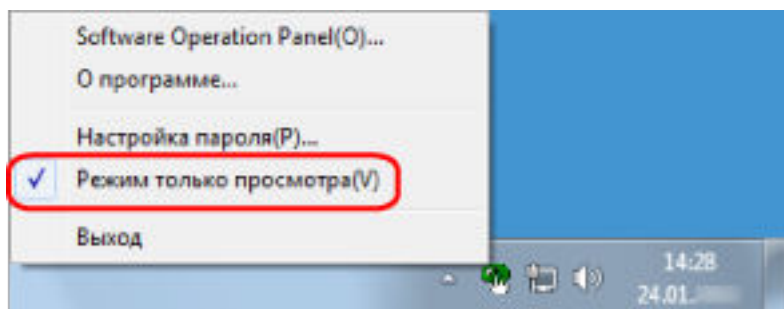 Software Operation Panel(O)...
О программе...
Настройка пароля(P)...
Режим только просмотра(V)
Выход
14:28
24.01.